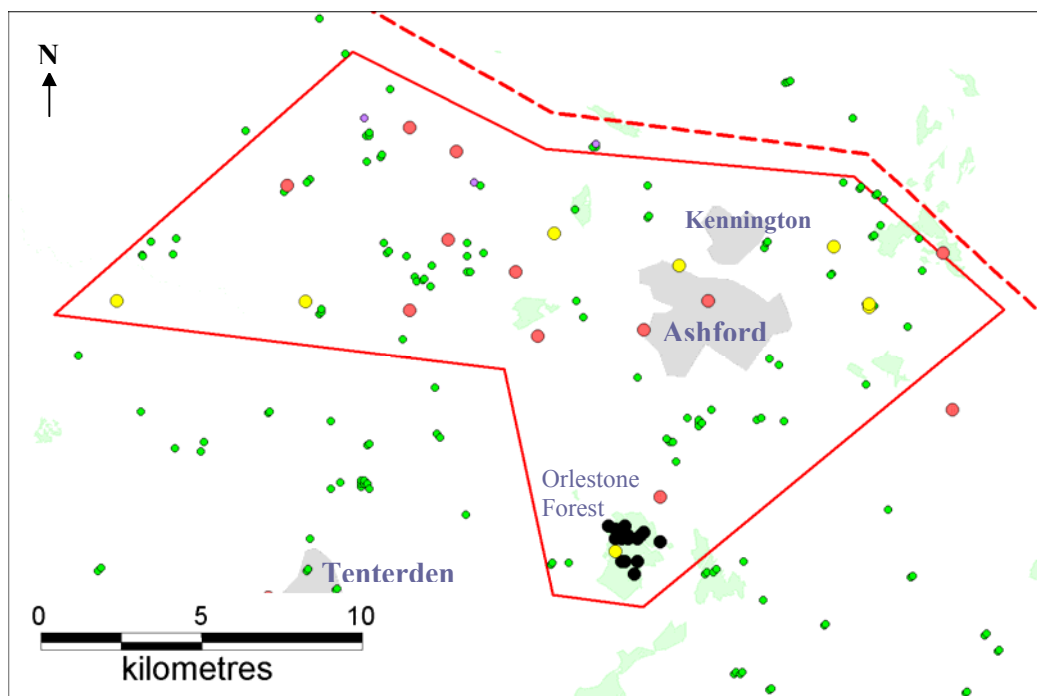 N
Kennington
Ashford
Orlestone
Forest
Tenterden
0 5 10
kilometres